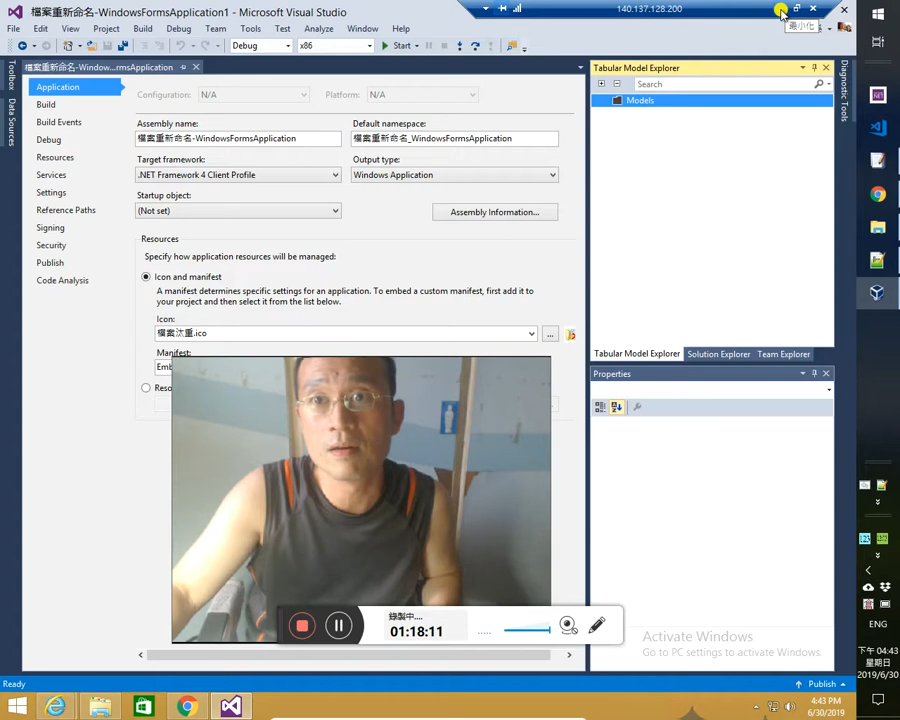 檔案重新命名-WindowsFormsApplication1 - Microsoft Visual Studio
140.137.128.200
最小化
File Edit View Project Build Debug Team Tools Test Analyze Window Help
Debug x86 Start
檔案重新命名-Window...rmsApplication
Toolbox
Data Sources
Application
Build
Build Events
Debug
Resources
Services
Settings
Reference Paths
Signing
Security
Publish
Code Analysis
Configuration: N/A Platform: N/A
Assembly name: Default namespace:
檔案重新命名-WindowsFormsApplication 檔案重新命名_WindowsFormsApplication
Target framework: Output type:
.NET Framework 4 Client Profile Windows Application
Startup object:
(Not set) Assembly Information...
Resources
Specify how application resources will be managed:
Icon and manifest
A manifest determines specific settings for an application. To embed a custom manifest, first add it to
your project and then select it from the list below.
Icon:
檔案汰重.ico ...
Manifest:
Emb
Reso
Tabular Model Explorer
Search
Models
Tabular Model Explorer Solution Explorer Team Explorer
Properties
Diagnostic Tools
錄製中....
01:18:11
Activate Windows
Go to PC settings to activate Windows.
Ready Publish
4:43 PM
6/30/2019
ENG
下午 04:43
星期日
2019/6/30